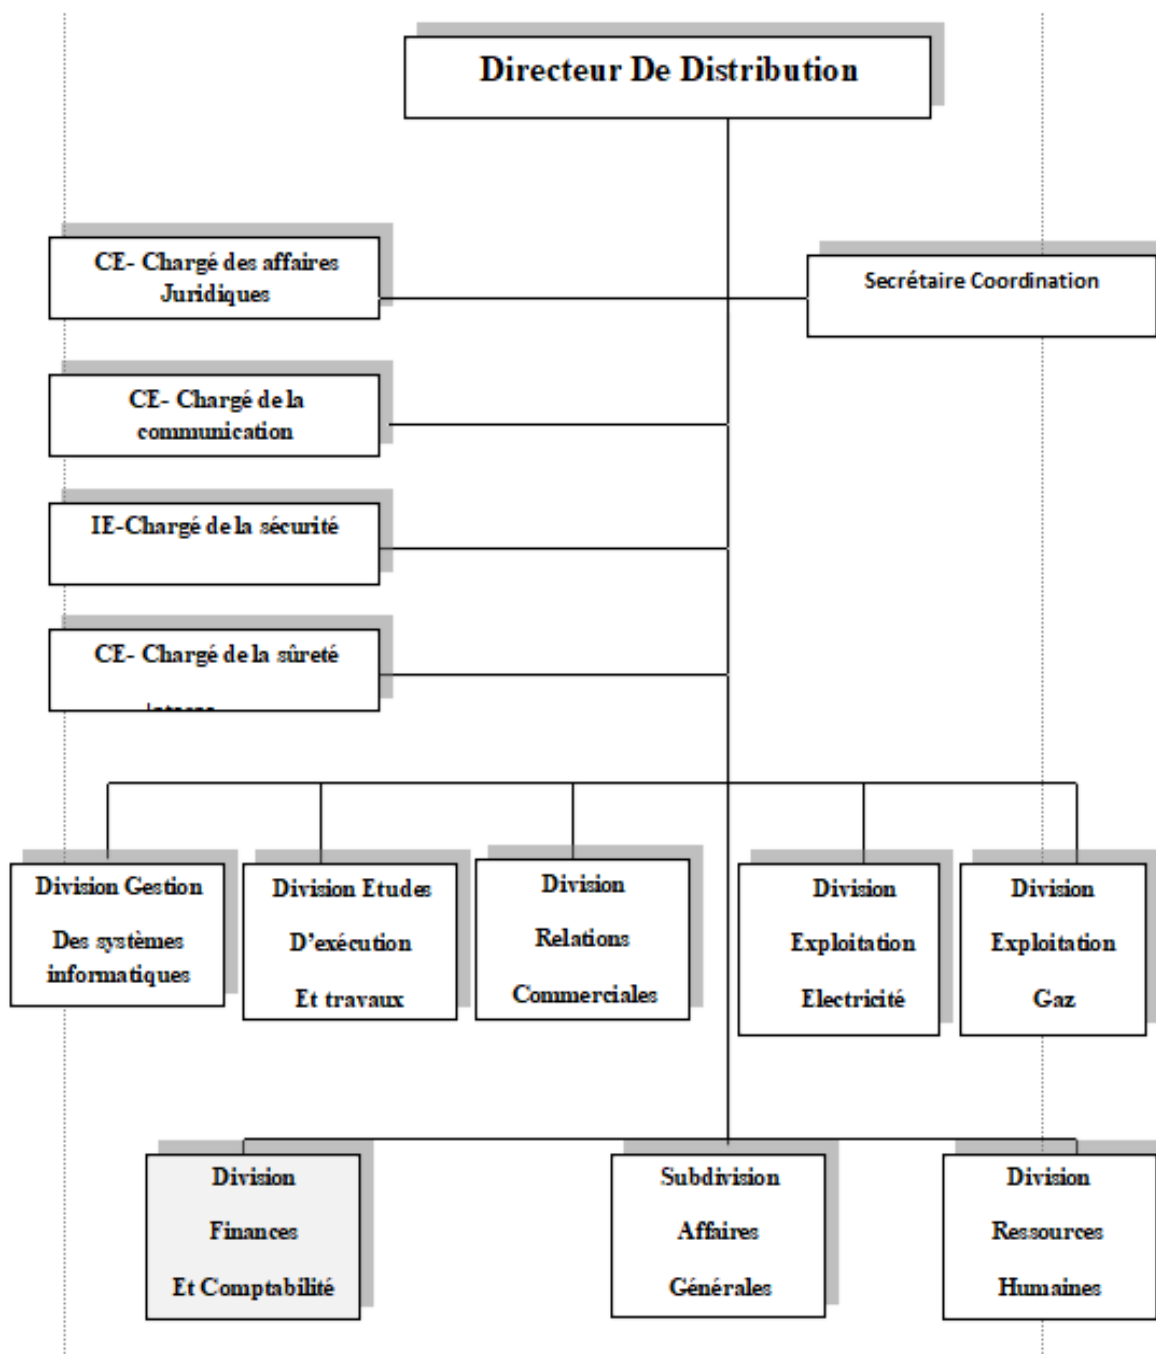 Directeur De Distribution
CE- Chargé des affaires
Juridiques
Secrétaire Coordination
CE- Chargé de la
communication
IE-Chargé de la sécurité
CE- Chargé de la sûreté
Division Gestion
Des systèmes
informatiques
Division Etudes
D'exécution
Et travaux
Division
Relations
Commerciales
Division
Exploitation
Electricité
Division
Exploitation
Gaz
Division
Finances
Et Comptabilité
Subdivision
Affaires
Générales
Division
Ressources
Humaines